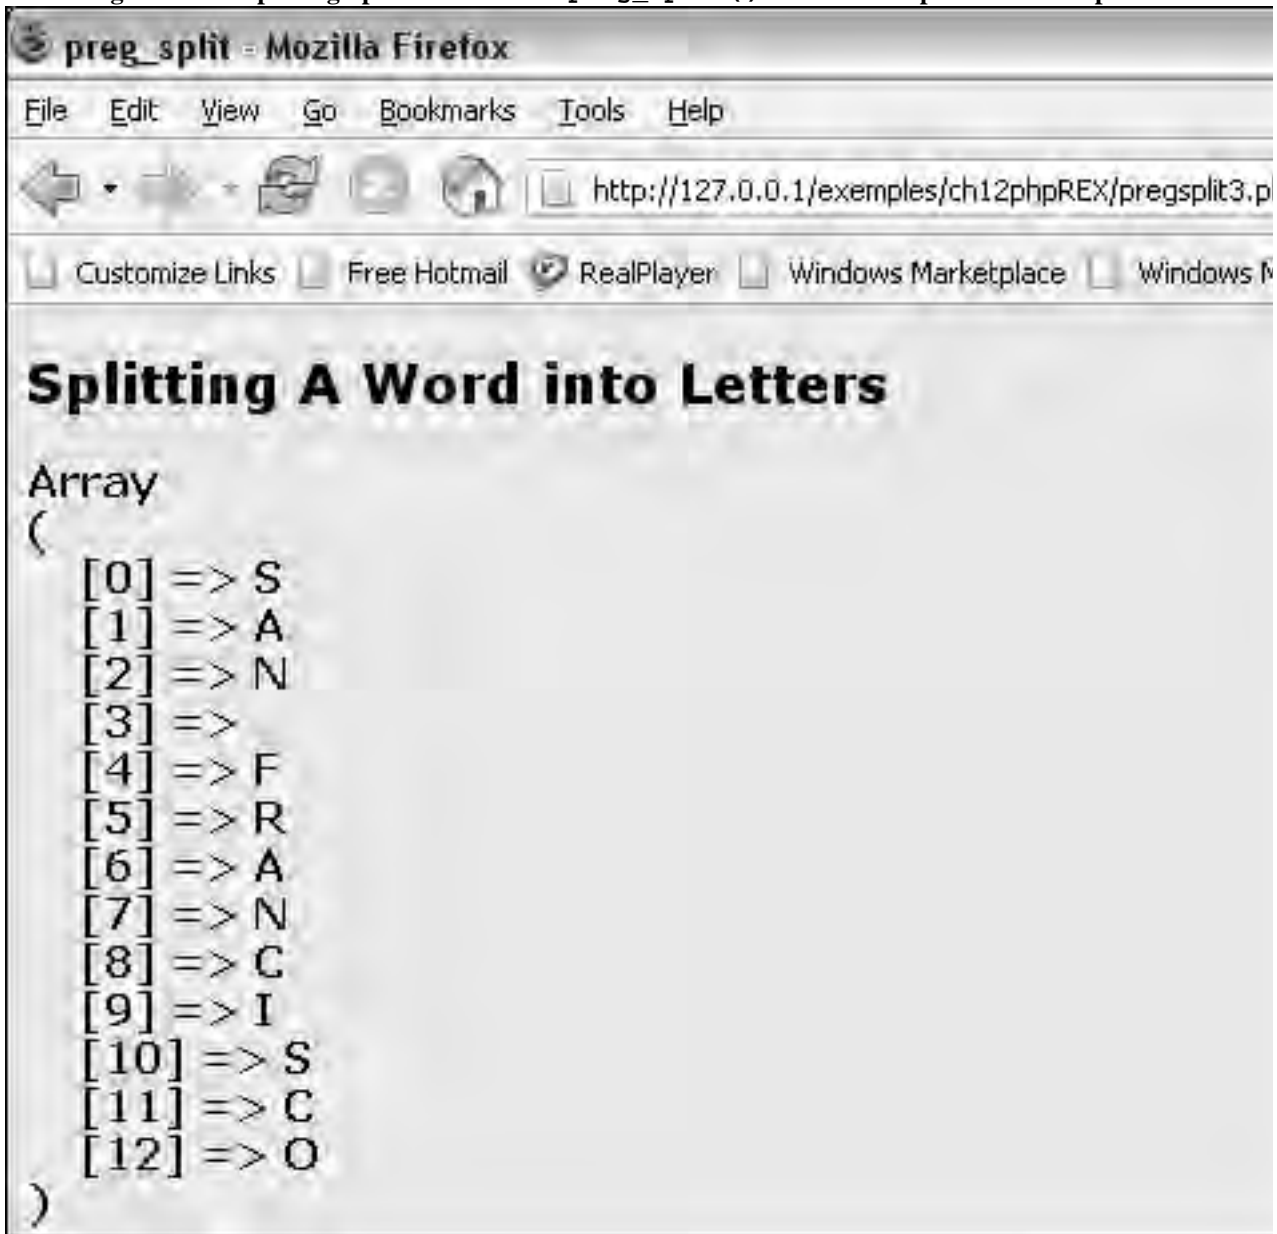 preg_split - Mozilla Firefox
File Edit View Go Bookmarks Tools Help
http://127.0.0.1/exemples/ch12phpREX/pregsplit3.p
Customize Links Free Hotmail RealPlayer Windows Marketplace Windows
Splitting A Word into Letters
Array
(
[0] => S
[1] => A
[2] => N
[3] =>
[4] => F
[5] => R
[6] => A
[7] => N
[8] => C
[9] => I
[10] => S
[11] => C
[12] => O
)